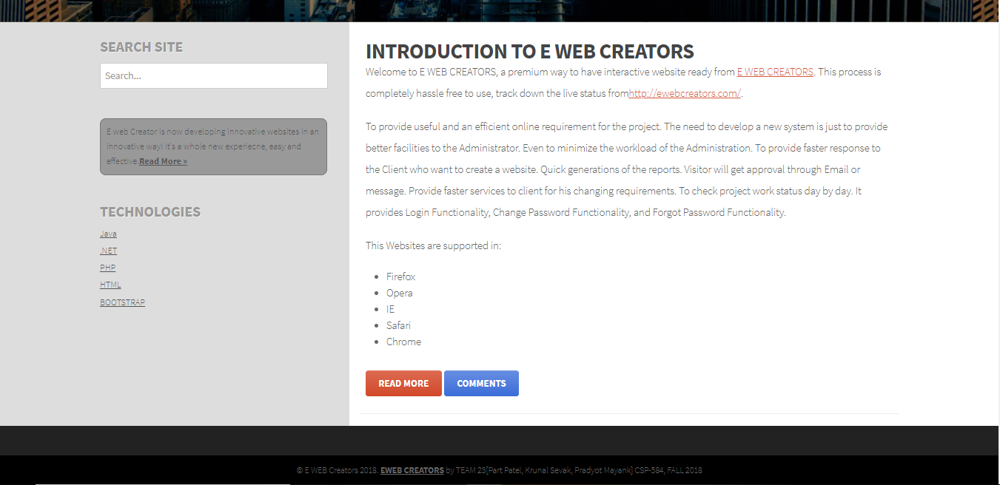 SEARCH SITE
Search...
E web Creator is now developing innovative websites in an
innovative way! It's a whole new experiecne, easy and
effective.Read More »
TECHNOLOGIES
Java
.NET
PHP
HTML
BOOTSTRAP
INTRODUCTION TO E WEB CREATORS
Welcome to E WEB CREATORS, a premium way to have interactive website ready from E WEB CREATORS. This process is
completely hassle free to use, track down the live status fromhttp://ewebcreators.com/.
To provide useful and an efficient online requirement for the project. The need to develop a new system is just to provide
better facilities to the Administrator. Even to minimize the workload of the Administration. To provide faster response to
the Client who want to create a website. Quick generations of the reports. Visitor will get approval through Email or
message. Provide faster services to client for his changing requirements. To check project work status day by day. It
provides Login Functionality, Change Password Functionality, and Forgot Password Functionality.
This Websites are supported in:
• Firefox
• Opera
• IE
• Safari
• Chrome
READ MORE COMMENTS
© E WEB Creators 2018. EWEB CREATORS by TEAM 23[Part Patel, Krunal Sevak, Pradyot Mayank] CSP-584, FALL 2018